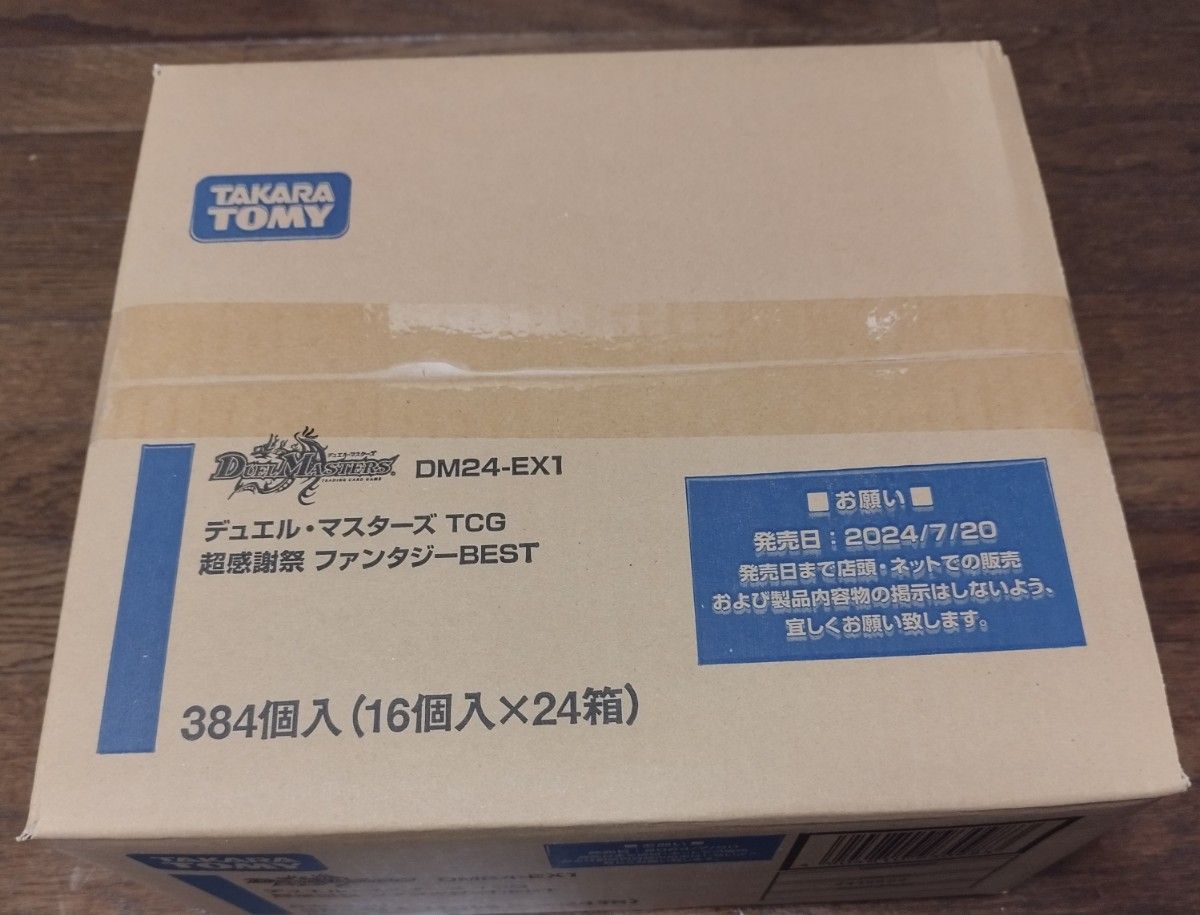 TAKARA
TOMY
デュエル・マスターズ
DUEL MASTERS
TRADING CARD GAME
DM24-EX1
デュエル・マスターズ TCG
超感謝祭 ファンタジーBEST
384個入(16個入×24箱)
■お願い■
発売日:2024/7/20
発売日まで店頭・ネットでの販売
および製品内容物の掲示はしないよう、
宜しくお願い致します。
TAKARA
TOMY
DM24-EX1
お願い